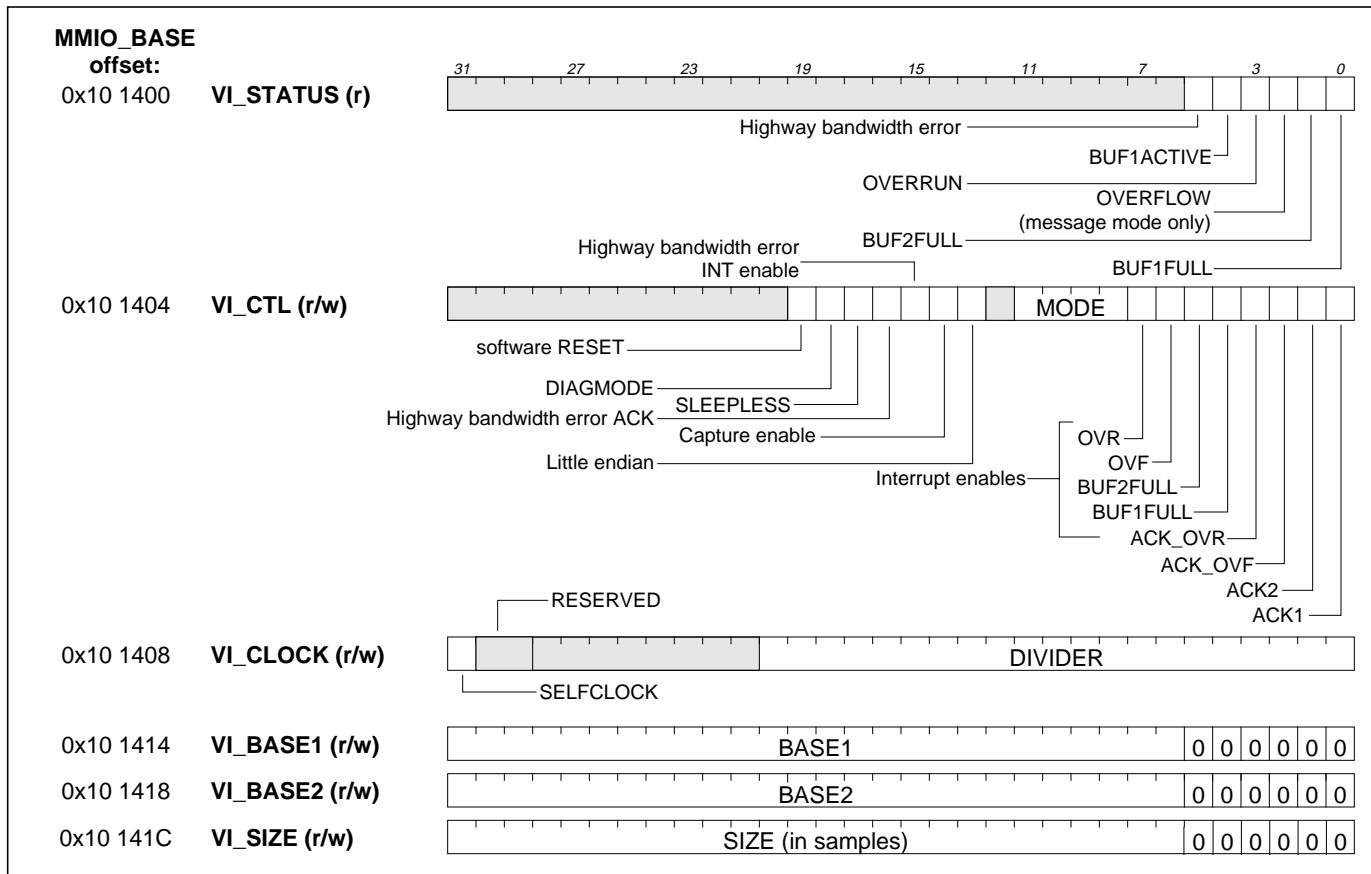 MMIO_BASE
offset:
31 27 23 19 15 11 7 3 0
0x10 1400 VI_STATUS (r)
Highway bandwidth error
BUF1ACTIVE
OVERRUN
OVERFLOW
(message mode only)
BUF2FULL
BUF1FULL
Highway bandwidth error
INT enable
0x10 1404 VI_CTL (r/w) MODE
software RESET
DIAGMODE
SLEEPLESS
Highway bandwidth error ACK
Capture enable
Little endian
Interrupt enables
OVR
OVF
BUF2FULL
BUF1FULL
ACK_OVR
ACK_OVF
ACK2
ACK1
RESERVED
0x10 1408 VI_CLOCK (r/w) DIVIDER
SELFCLOCK
0x10 1414 VI_BASE1 (r/w) BASE1 0 0 0 0 0 0
0x10 1418 VI_BASE2 (r/w) BASE2 0 0 0 0 0 0
0x10 141C VI_SIZE (r/w) SIZE (in samples) 0 0 0 0 0 0